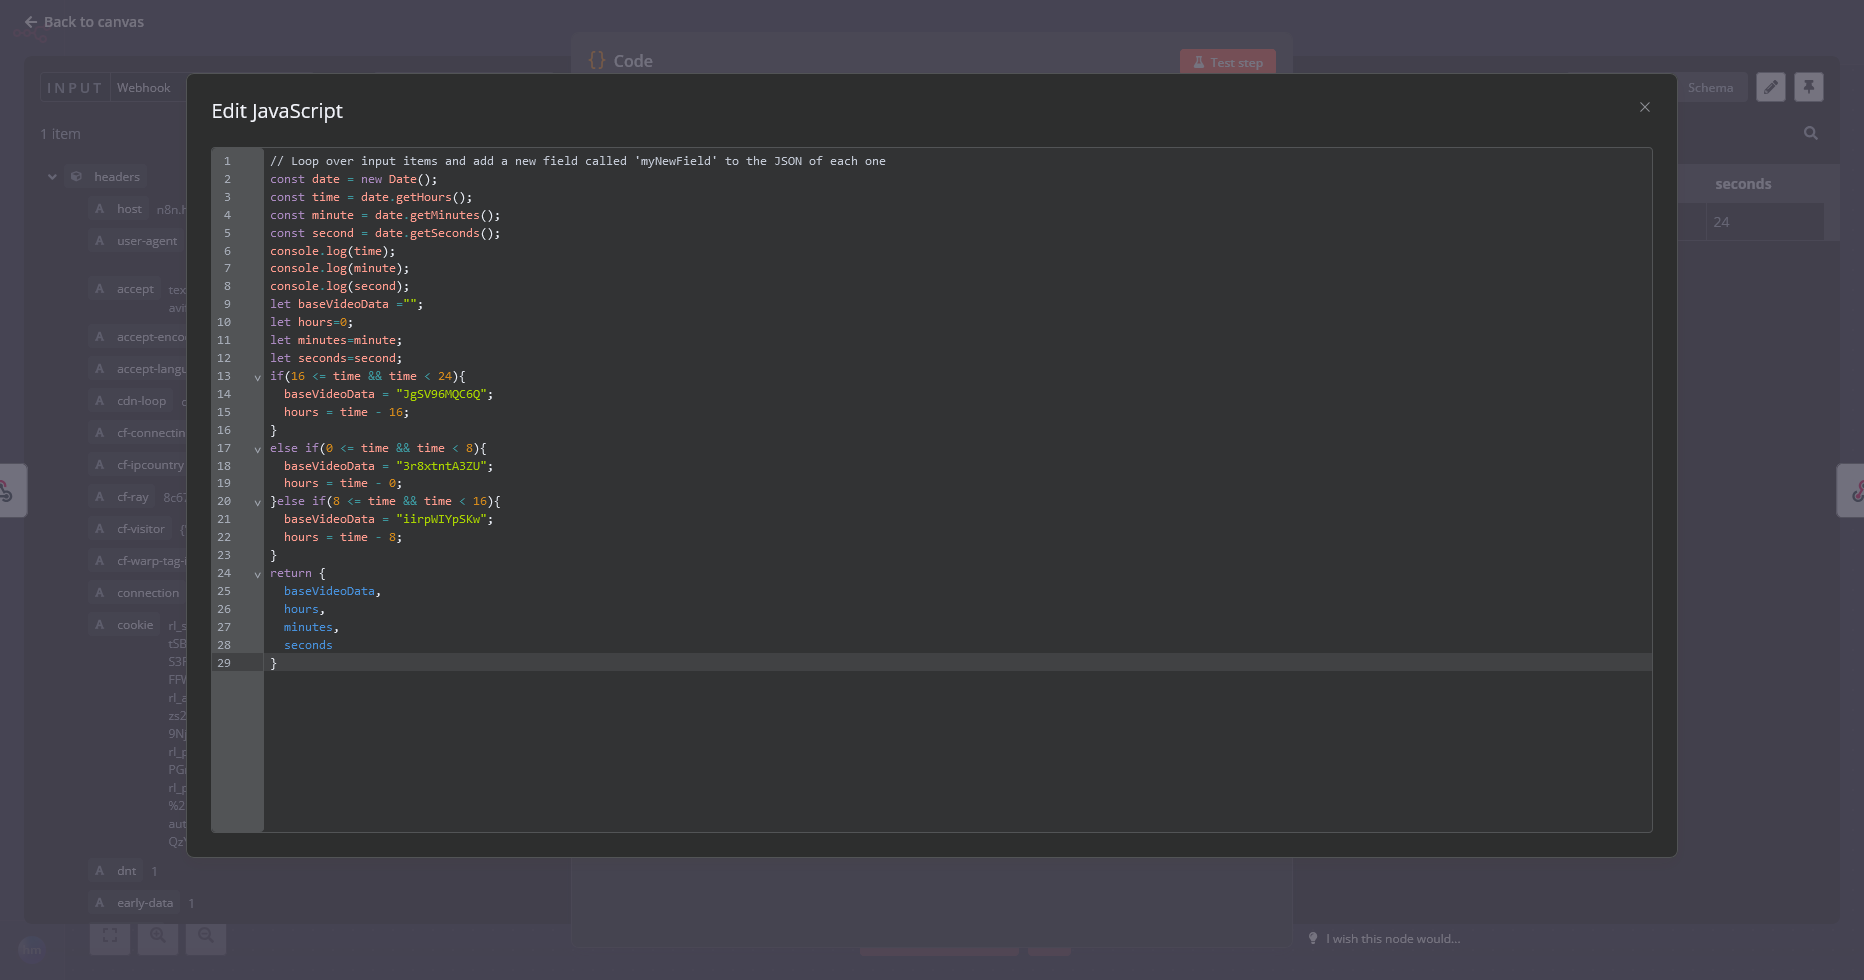 Back to canvas
{} Code
Test step
INPUT Webhook
Schema
1 item
headers
A host n8n.h
A user-agent
A accept tex
avi
A accept-enco
A accept-langu
A cdn-loop c
A cf-connectin
A cf-ipcountry
A cf-ray 8c67
A cf-visitor {"
A cf-warp-tag-i
A connection
A cookie rl_s
tSB
S3F
FFW
rl_a
zs2
9Nj
rl_p
PG
rl_p
%2
aut
QzY
A dnt 1
A early-data 1
hm
Edit JavaScript
1 // Loop over input items and add a new field called 'myNewField' to the JSON of each one
2 const date = new Date();
3 const time = date.getHours();
4 const minute = date.getMinutes();
5 const second = date.getSeconds();
6 console.log(time);
7 console.log(minute);
8 console.log(second);
9 let baseVideoData ="";
10 let hours=0;
11 let minutes=minute;
12 let seconds=second;
13 if(16 <= time && time < 24){
14 baseVideoData = "JgSV96MQC6Q";
15 hours = time - 16;
16 }
17 else if(0 <= time && time < 8){
18 baseVideoData = "3r8xtntA3ZU";
19 hours = time - 0;
20 }else if(8 <= time && time < 16){
21 baseVideoData = "iirpWIYpSKw";
22 hours = time - 8;
23 }
24 return {
25 baseVideoData,
26 hours,
27 minutes,
28 seconds
29 }
seconds
24
I wish this node would...